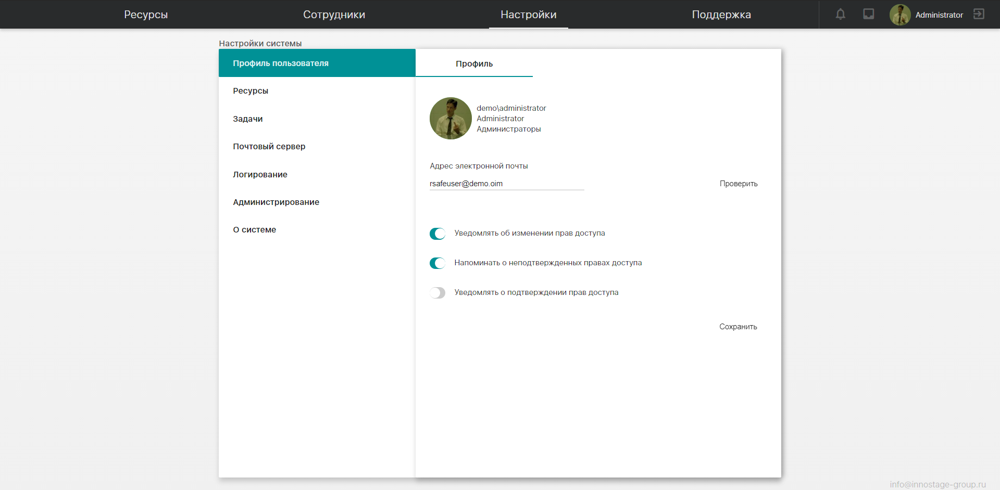 Ресурсы
Сотрудники
Настройки
Поддержка
Administrator
Настройки системы
Профиль пользователя
Ресурсы
Задачи
Почтовый сервер
Логирование
Администрирование
О системе
Профиль
demo\administrator
Administrator
Администраторы
Адрес электронной почты
rsafeuser@demo.oim
Проверить
Уведомлять об изменении прав доступа
Напоминать о неподтвержденных правах доступа
Уведомлять о подтверждении прав доступа
Сохранить
info@innostage-group.ru